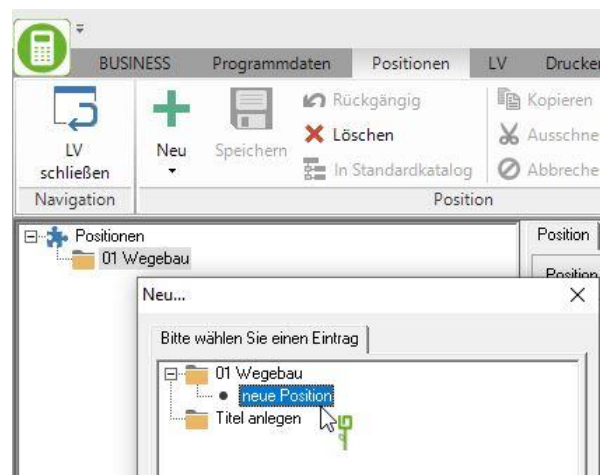 BUSINESS Programmdaten Positionen LV Drucken
LV schließen
Neu
Speichern
Rückgängig
Löschen
In Standardkatalog
Kopieren
Ausschne
Abbreche
Navigation
Position
Positionen
01 Wegebau
Position
Position
Neu...
Bitte wählen Sie einen Eintrag
01 Wegebau
neue Position
Titel anlegen